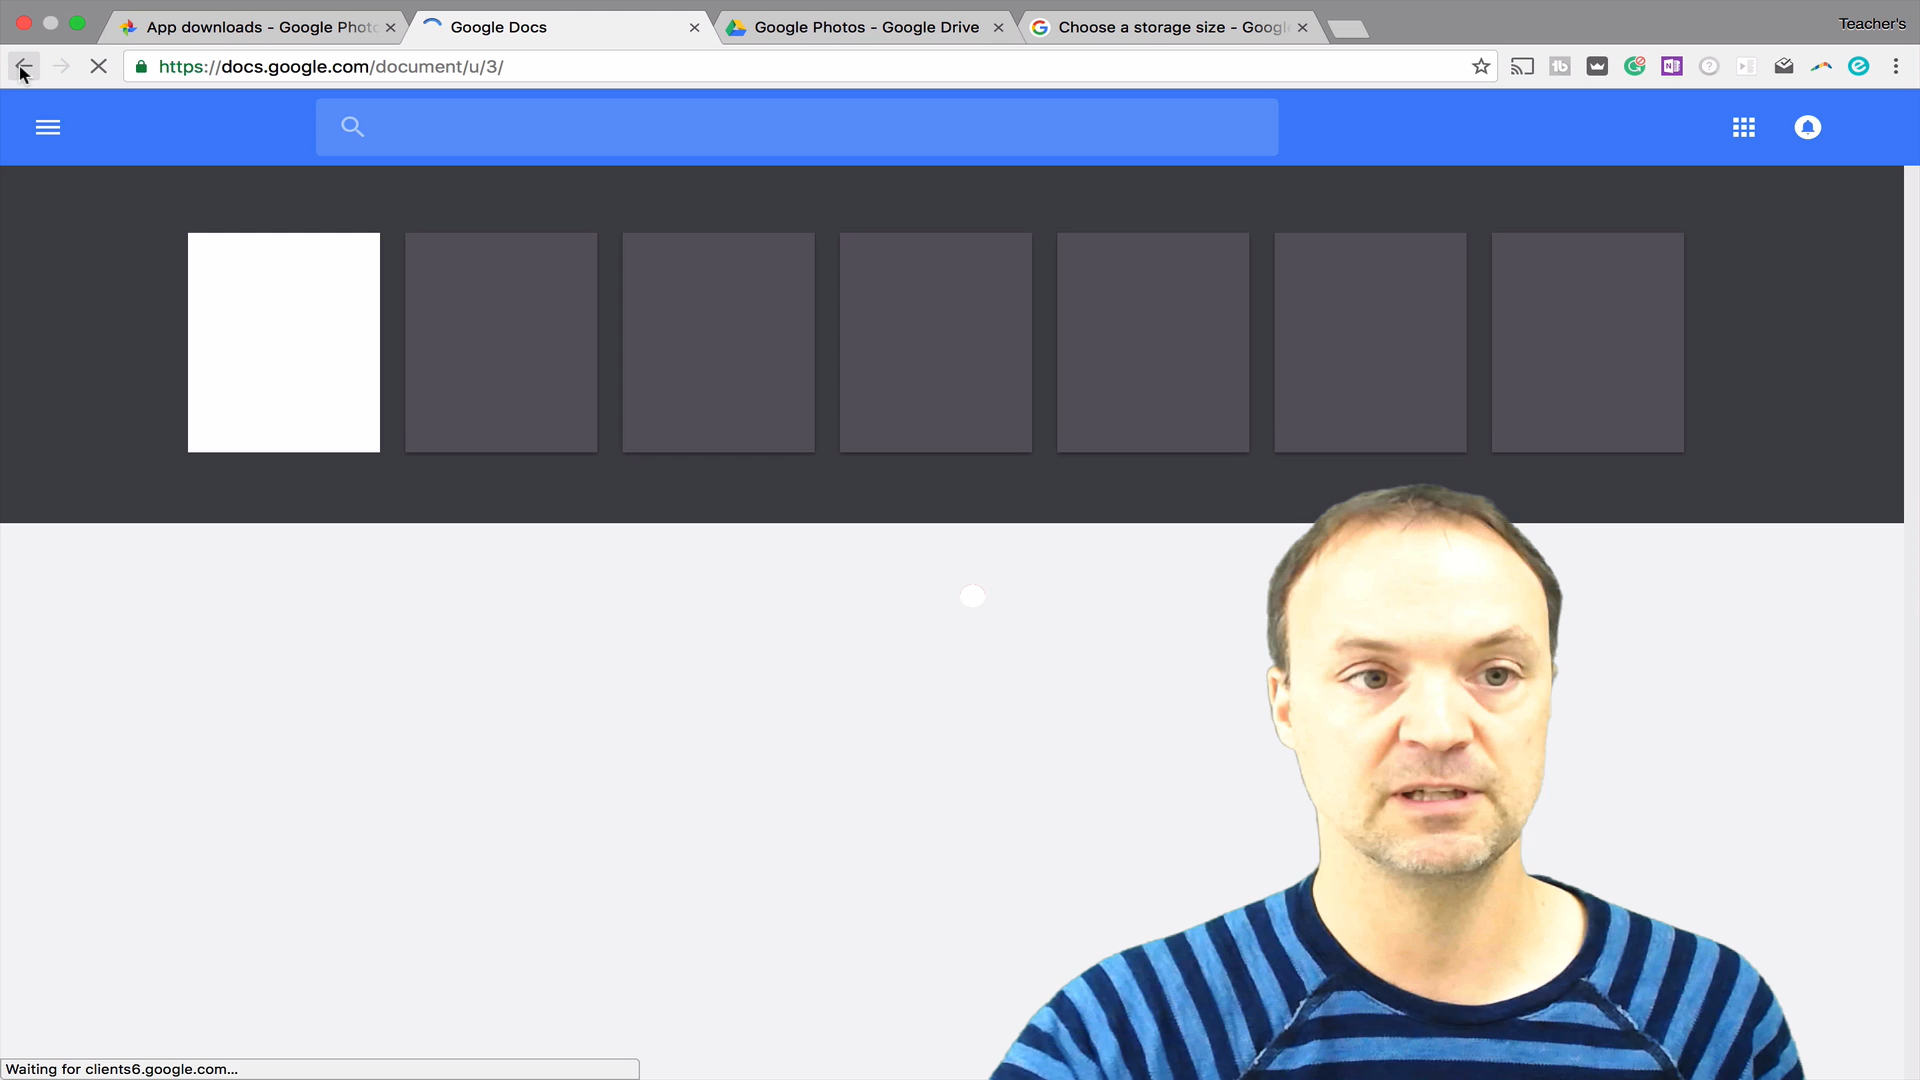 App downloads - Google Phot
Google Docs
Google Photos - Google Drive
Choose a storage size - Googl
Teacher's
https://docs.google.com/document/u/3/
1b
N
Waiting for clients6.google.com...